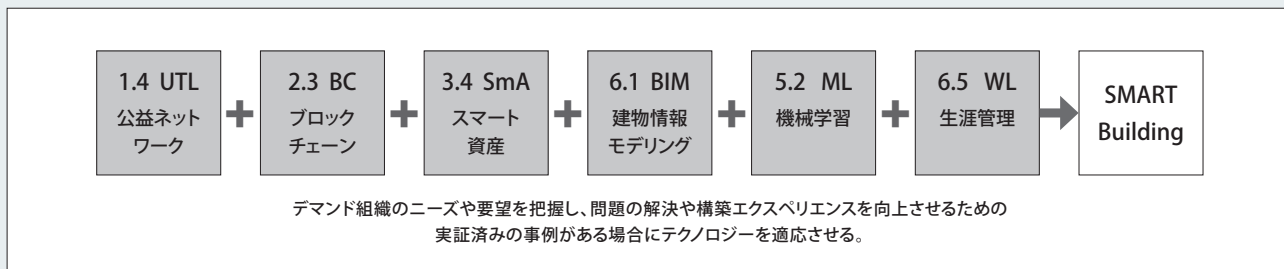 1.4 UTL
公益ネット
ワーク
+
2.3 BC
ブロック
チェーン
+
3.4 SmA
スマート
資産
+
6.1 BIM
建物情報
モデリング
+
5.2 ML
機械学習
+
6.5 WL
生涯管理
SMART
Building
デマンド組織のニーズや要望を把握し、問題の解決や構築エクスペリエンスを向上させるための
実証済みの事例がある場合にテクノロジーを適応させる。